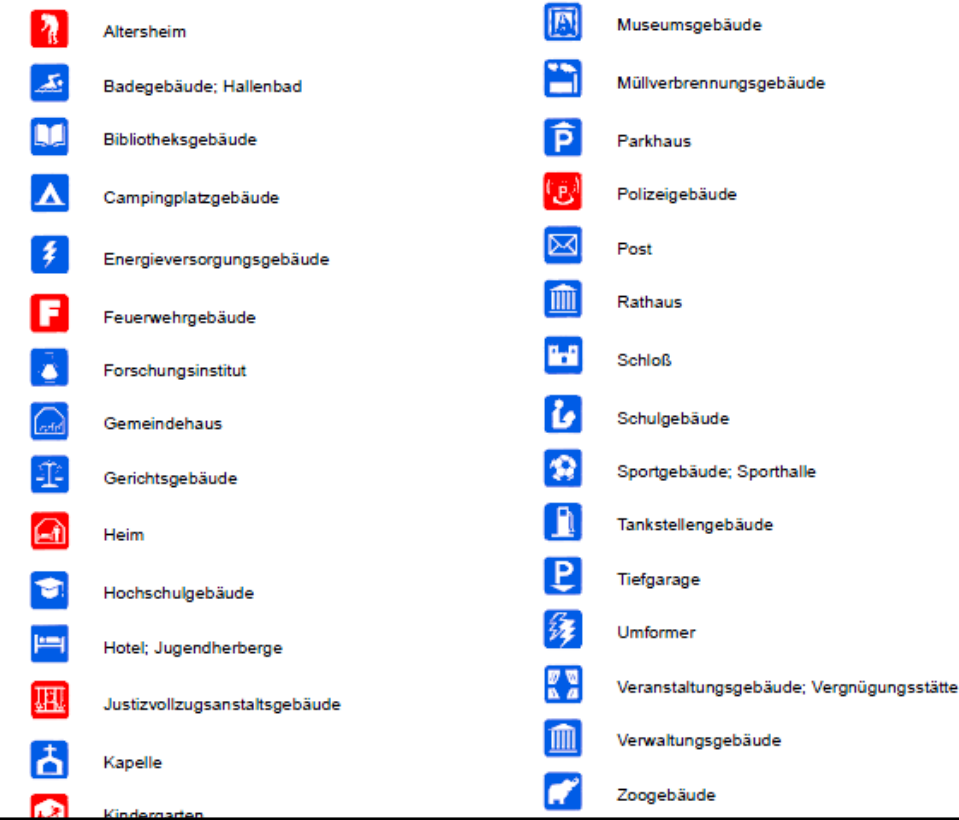 Altersheim
Badegebäude; Hallenbad
Bibliotheksgebäude
Campingplatzgebäude
Energieversorgungsgebäude
F
Feuerwehrgebäude
Forschungsinstitut
Gemeindehaus
Gerichtsgebäude
Heim
Hochschulgebäude
Hotel; Jugendherberge
Justizvollzugsanstaltsgebäude
Kapelle
Kindergarten
Museumsgebäude
Müllverbrennungsgebäude
P
Parkhaus
P
Polizeigebäude
Post
Rathaus
Schloß
Schulgebäude
Sportgebäude; Sporthalle
Tankstellengebäude
P
Tiefgarage
Umformer
Veranstaltungsgebäude; Vergnügungsstätte
Verwaltungsgebäude
Zoogebäude